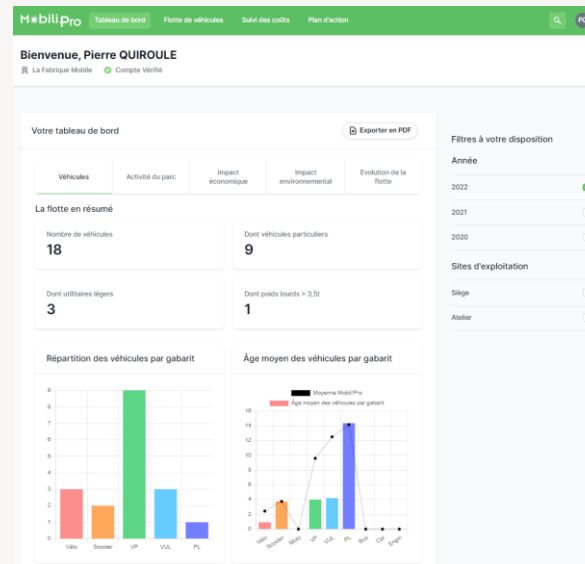 MobiliPro Tableau de bord Flotte de véhicules Suivi des coûts Plan d'action
Bienvenue, Pierre QUIROULE
La Fabrique Mobile Compte Vérifié
Votre tableau de bord
Exporter en PDF
Véhicules
Activité du parc
Impact
économique
Impact
environnemental
Evolution de la
flotte
La flotte en résumé
Nombre de véhicules
18
Dont véhicules particuliers
9
Dont utilitaires légers
3
Dont poids lourds > 3,5t
1
Répartition des véhicules par gabarit
9
8
7
6
5
4
3
2
1
0
Vélo Scooter VP VUL PL
Âge moyen des véhicules par gabarit
Moyenne Mobili'Pro
Âge moyen des véhicules par gabarit
16
14
12
10
8
6
4
2
0
Vélo Scooter Moto VP VUL PL Bus Car Engin
Filtres à votre disposition
Année
2022
2021
2020
Sites d'exploitation
Siège
Atelier